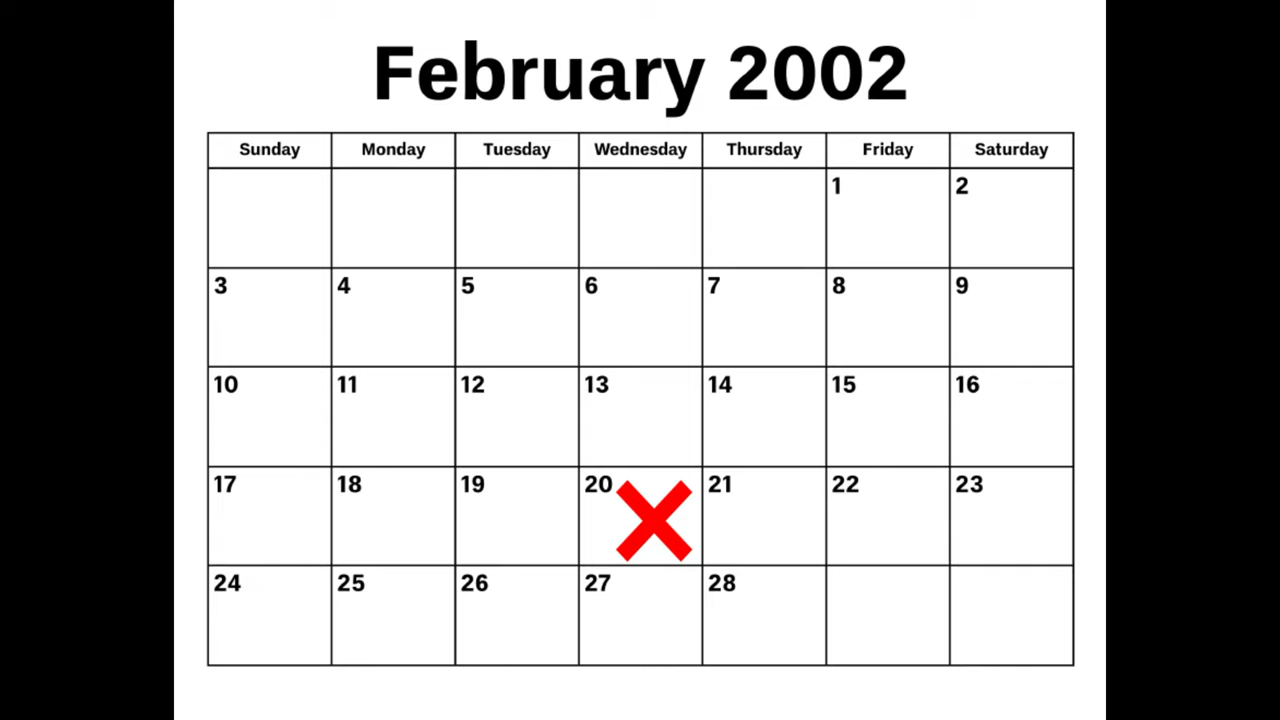 February 2002
Sunday Monday Tuesday Wednesday Thursday Friday Saturday
1 2
3 4 5 6 7 8 9
10 11 12 13 14 15 16
17 18 19 20 21 22 23
24 25 26 27 28